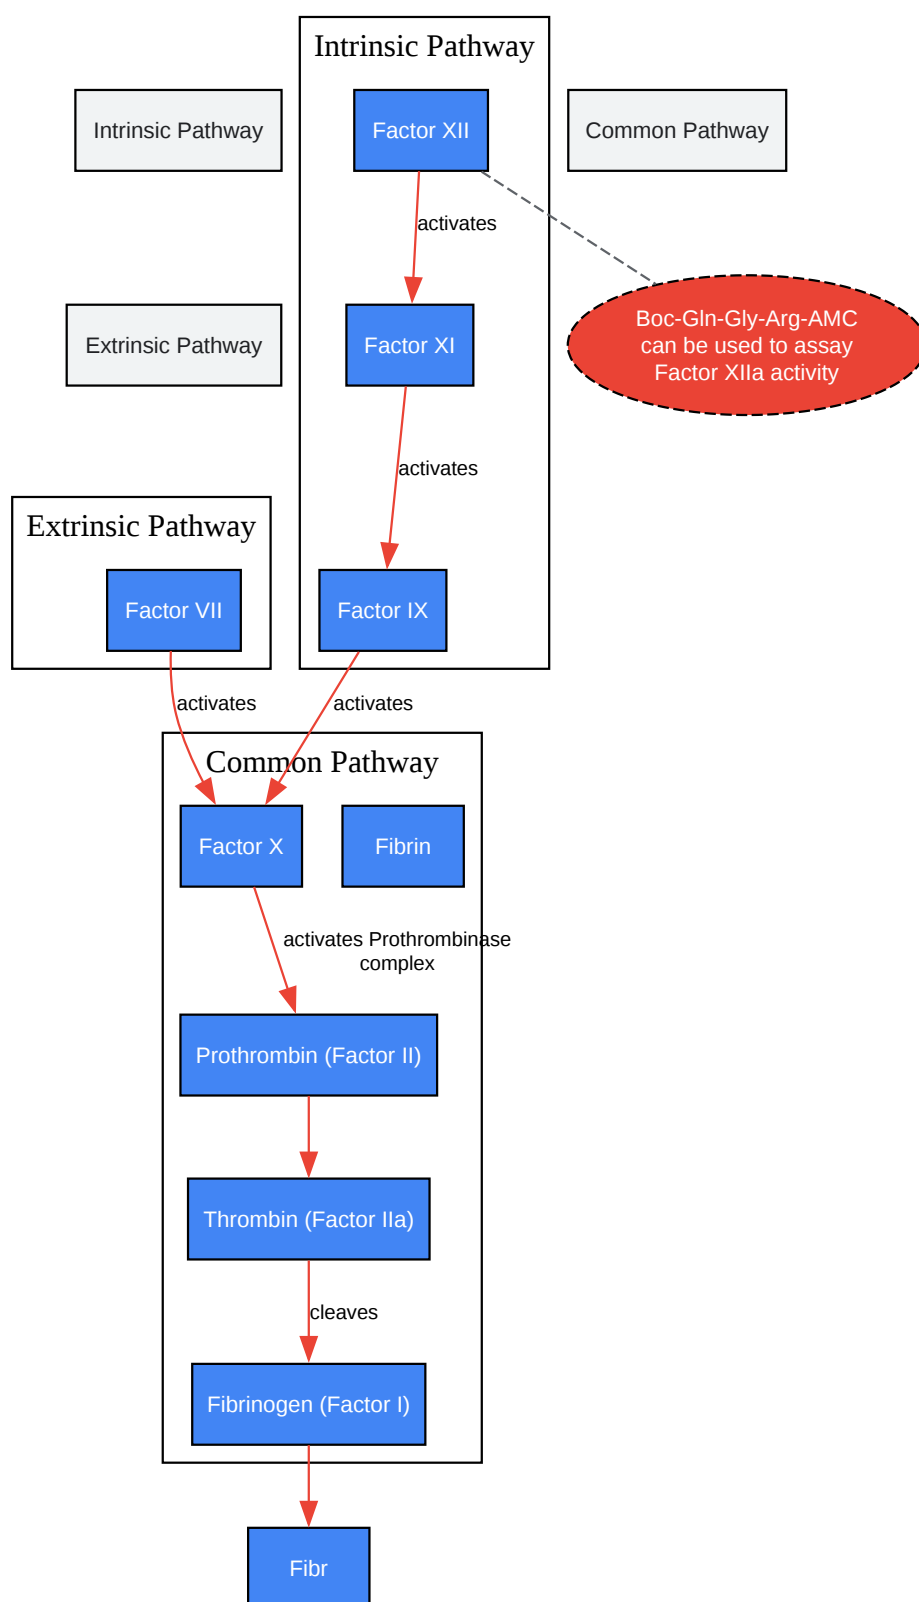 Intrinsic Pathway
Intrinsic Pathway
Factor XII
Common Pathway
activates
Extrinsic Pathway
Factor XI
Boc-Gln-Gly-Arg-AMC
can be used to assay
Factor XIIa activity
activates
Extrinsic Pathway
Factor VII
Factor IX
activates
activates
Common Pathway
Factor X
Fibrin
activates Prothrombinase
complex
Prothrombin (Factor II)
Thrombin (Factor IIa)
cleaves
Fibrinogen (Factor I)
Fibr